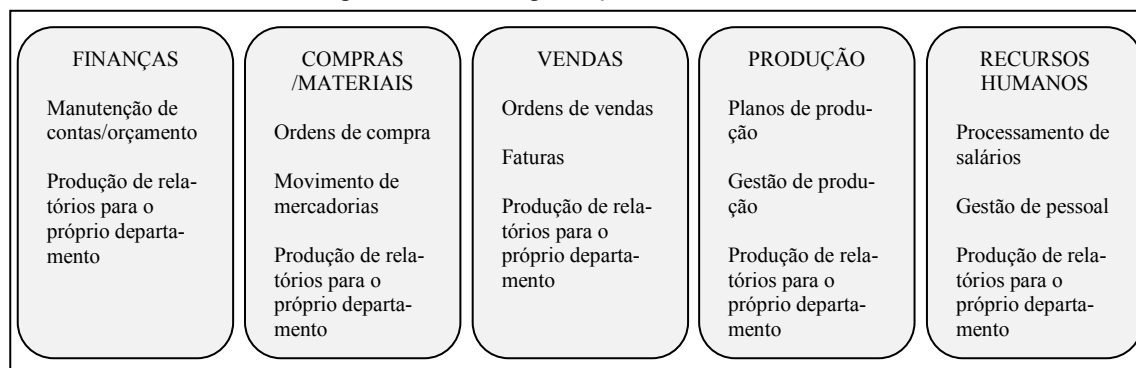 FINANÇAS
Manutenção de
contas/orçamento
Produção de rela-
tórios para o
próprio departa-
mento
COMPRAS
/MATERIAIS
Ordens de compra
Movimento de
mercadorias
Produção de rela-
tórios para o
próprio departa-
mento
VENDAS
Ordens de vendas
Faturas
Produção de rela-
tórios para o
próprio departa-
mento
PRODUÇÃO
Planos de produ-
ção
Gestão de produ-
ção
Produção de rela-
tórios para o
próprio departa-
mento
RECURSOS
HUMANOS
Processamento de
salários
Gestão de pessoal
Produção de rela-
tórios para o
próprio departa-
mento